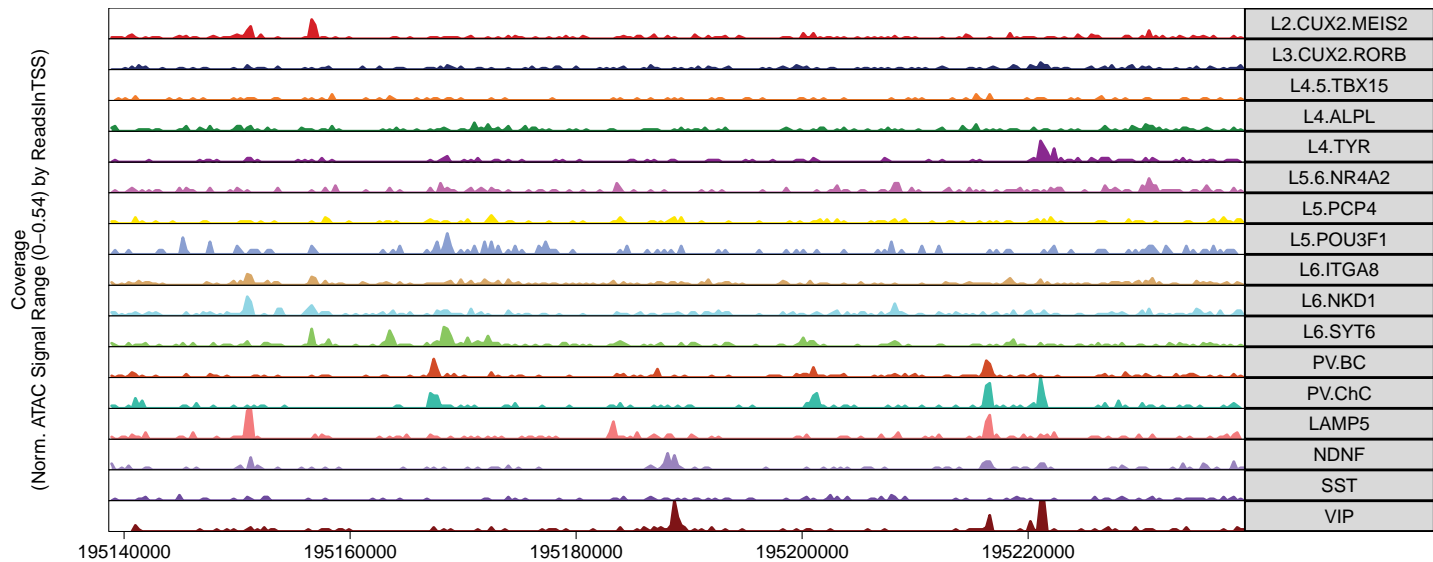 Coverage
(Norm. ATAC Signal Range (0–0.54) by ReadsInTSS)
L2.CUX2.MEIS2
L3.CUX2.RORB
L4.5.TBX15
L4.ALPL
L4.TYR
L5.6.NR4A2
L5.PCP4
L5.POU3F1
L6.ITGA8
L6.NKD1
L6.SYT6
PV.BC
PV.ChC
LAMP5
NDNF
SST
VIP
195140000 195160000 195180000 195200000 195220000